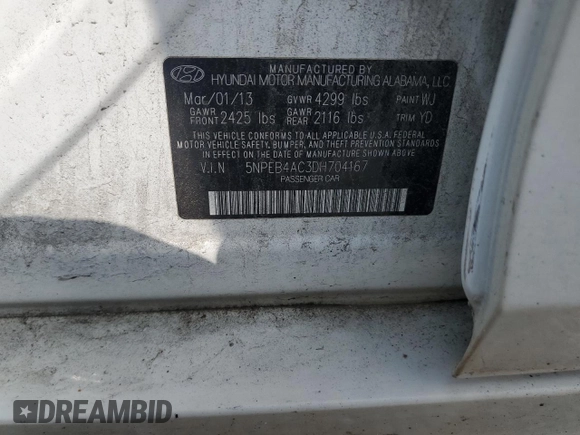 MANUFACTURED BY
HYUNDAI MOTOR MANUFACTURING ALABAMA, LLC
Mar/01/13 GVWR 4299 lbs PAINT WJ
GAWR FRONT 2425 lbs GAWR REAR 2116 lbs TRIM YD
THIS VEHICLE CONFORMS TO ALL APPLICABLE U.S.A. FEDERAL
MOTOR VEHICLE SAFETY, BUMPER, AND THEFT PREVENTION
STANDARDS IN EFFECT ON THE DATE OF MANUFACTURE SHOWN ABOVE.
V.I.N 5NPEB4AC3DH704167
PASSENGER CAR
DREAMBID